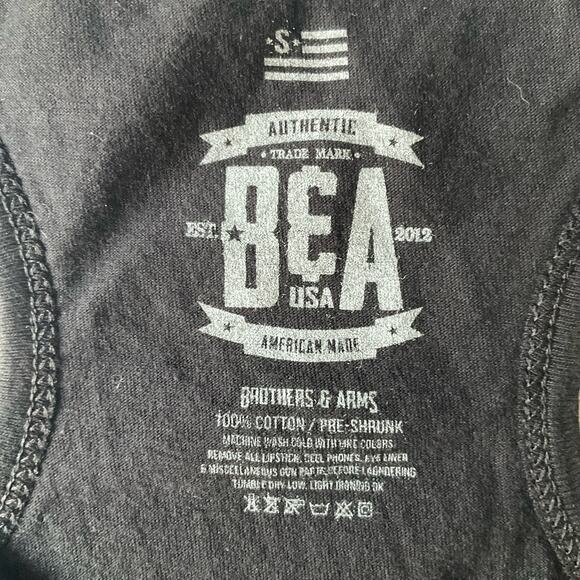 S
AUTHENTIC
• TRADE MARK •
EST. B&A 2012
USA
AMERICAN MADE
BROTHERS & ARMS
100% COTTON / PRE-SHRUNK
MACHINE WASH COLD WITH LIKE COLORS
REMOVE ALL LIPSTICK, CELL PHONES, EYE LINER
& MISCELLANEOUS GUN PARTS BEFORE LAUNDERING
TUMBLE DRY LOW, LIGHT IRONING OK